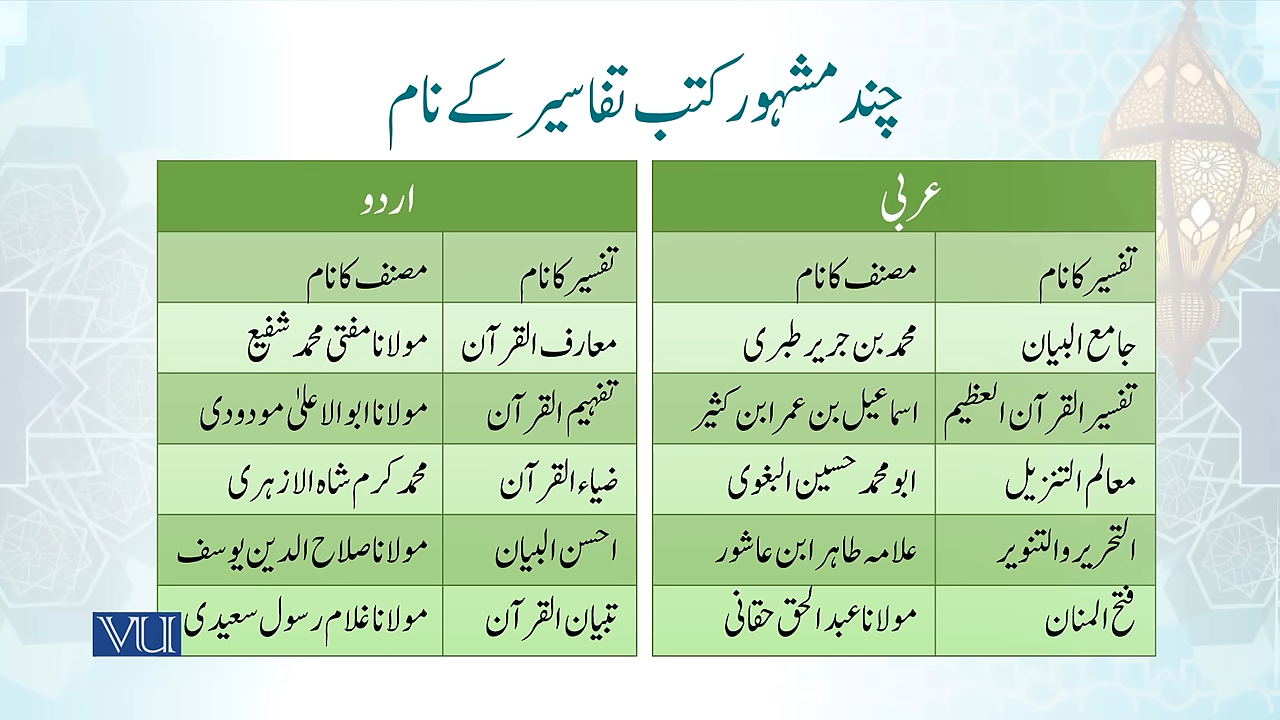 چند مشہور کتب تفاسیر کے نام
عربی
تفسیر کا نام مصنف کا نام
جامع البیان محمد بن جریر طبری
تفسیر القرآن العظیم اسماعیل بن عمر ابن کثیر
معالم التنزیل ابو محمد حسین البغوی
التحریر والتنویر علامہ طاہر ابن عاشور
فتح المنان مولانا عبدالحق حقانی
اردو
تفسیر کا نام مصنف کا نام
معارف القرآن مولانا مفتی محمد شفیع
تفہیم القرآن مولانا ابوالاعلیٰ مودودی
ضیاء القرآن محمد کرم شاہ الازہری
احسن البیان مولانا صلاح الدین یوسف
تبیان القرآن مولانا غلام رسول سعیدی
VU